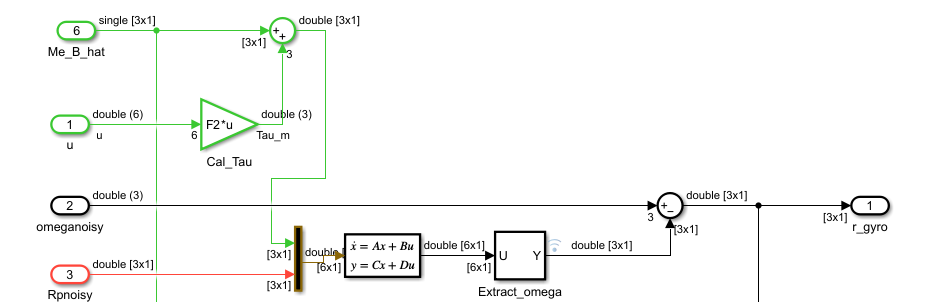 single [3x1]
double [3x1]
6
[3x1]
+
+
Me_B_hat
3
double (6)
double (3)
1
u
F2*u
6
Tau_m
u
Cal_Tau
double (3)
double [3x1]
2
+
−
1
3
[3x1]
omeganoisy
[3x1]
r_gyro
[3x1]
double [
ẋ = Ax + Bu
double [6x1]
U
Y
double [3x1]
double [3x1]
[6x1]
y = Cx + Du
[6x1]
3
[3x1]
Extract_omega
Rpnoisy